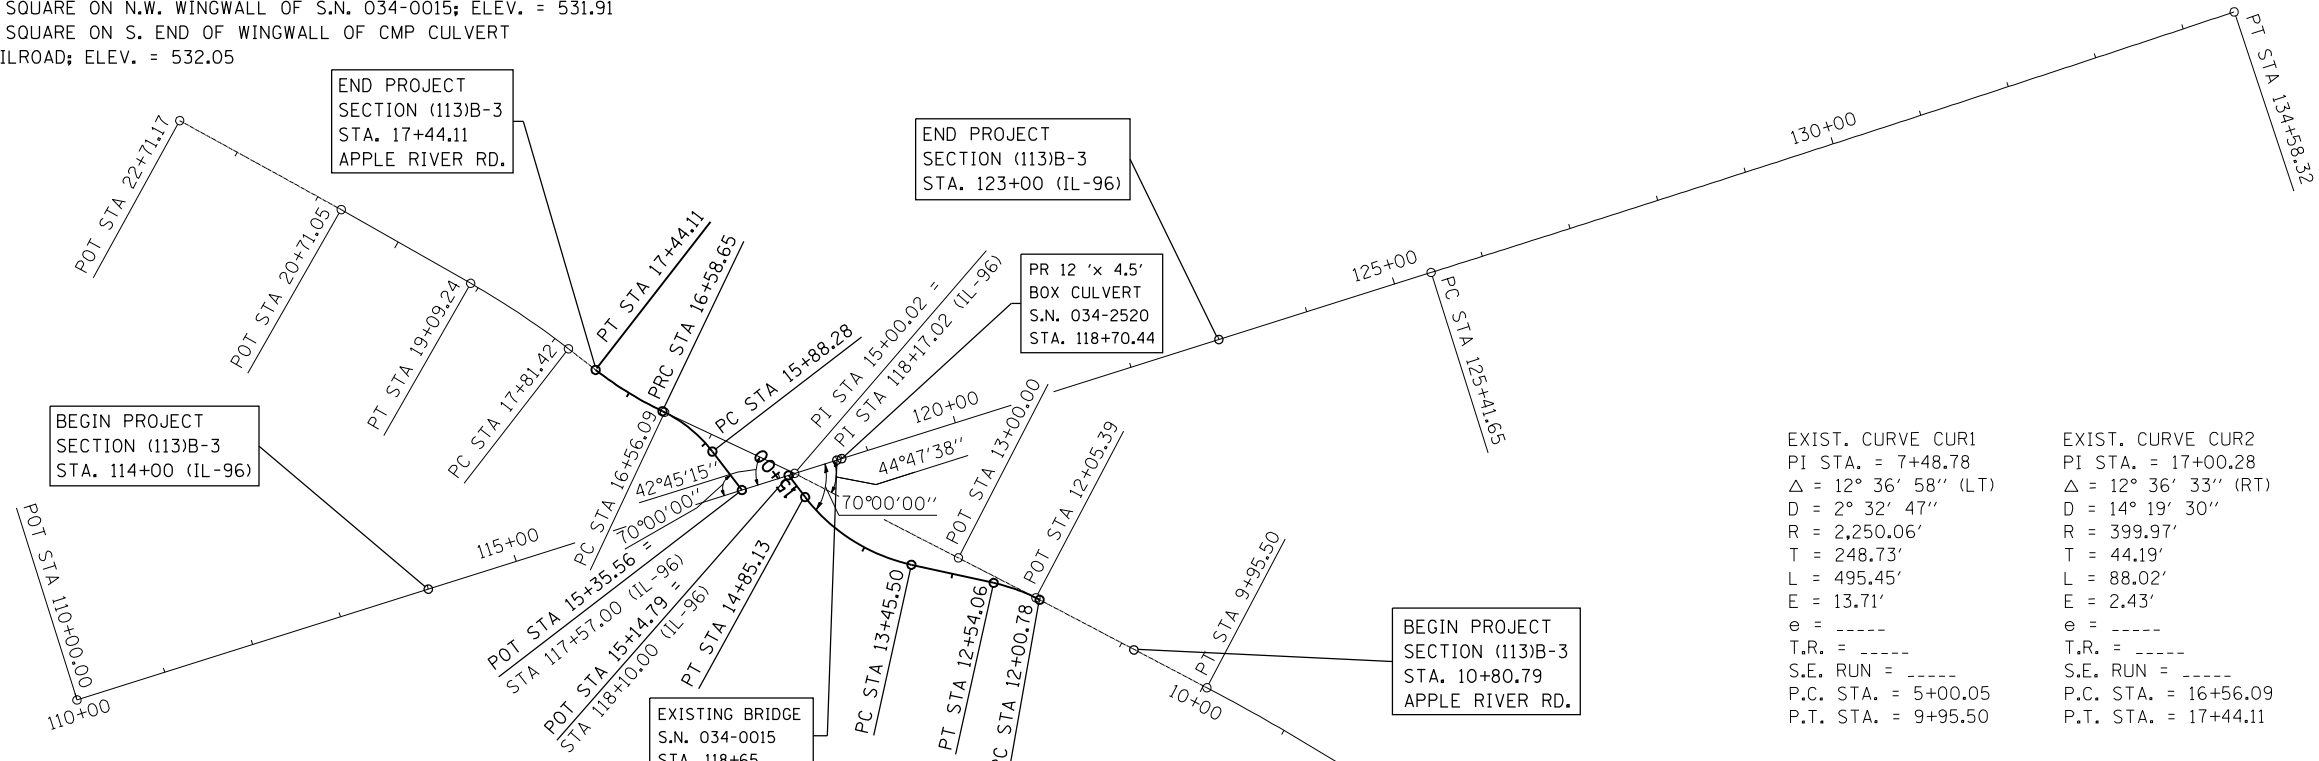 SQUARE ON N.W. WINGWALL OF S.N. 034-0015; ELEV. = 531.91
SQUARE ON S. END OF WINGWALL OF CMP CULVERT
ILROAD; ELEV. = 532.05
END PROJECT
SECTION (113)B-3
STA. 17+44.11
APPLE RIVER RD.
END PROJECT
SECTION (113)B-3
STA. 123+00 (IL-96)
PT STA 134+58.32
130+00
125+00
PC STA 125+41.65
POT STA 22+71.17
POT STA 20+71.05
PT STA 19+09.24
PC STA 17+81.42
PT STA 17+44.11
PRC STA 16+58.65
PC STA 15+88.28
PI STA 15+00.02 =
PI STA 118+17.02 (IL-96)
PR 12 'x 4.5'
BOX CULVERT
S.N. 034-2520
STA. 118+70.44
BEGIN PROJECT
SECTION (113)B-3
STA. 114+00 (IL-96)
POT STA 110+00.00
110+00
115+00
PC STA 16+56.09
42°45'15"
70°00'00"
15+00
120+00
44°47'38"
70°00'00"
POT STA 13+00.00
POT STA 12+05.39
PT STA 9+95.50
POT STA 15+35.56 =
STA 117+57.00 (IL-96)
POT STA 15+14.79 =
STA 118+10.00 (IL-96)
PT STA 14+85.13
PC STA 13+45.50
PT STA 12+54.06
PC STA 12+00.78
10+00
EXISTING BRIDGE
S.N. 034-0015
STA. 118+65
BEGIN PROJECT
SECTION (113)B-3
STA. 10+80.79
APPLE RIVER RD.
EXIST. CURVE CUR1
PI STA. = 7+48.78
△ = 12° 36' 58" (LT)
D = 2° 32' 47"
R = 2,250.06'
T = 248.73'
L = 495.45'
E = 13.71'
e = _____
T.R. = _____
S.E. RUN = _____
P.C. STA. = 5+00.05
P.T. STA. = 9+95.50
EXIST. CURVE CUR2
PI STA. = 17+00.28
△ = 12° 36' 33" (RT)
D = 14° 19' 30"
R = 399.97'
T = 44.19'
L = 88.02'
E = 2.43'
e = _____
T.R. = _____
S.E. RUN = _____
P.C. STA. = 16+56.09
P.T. STA. = 17+44.11